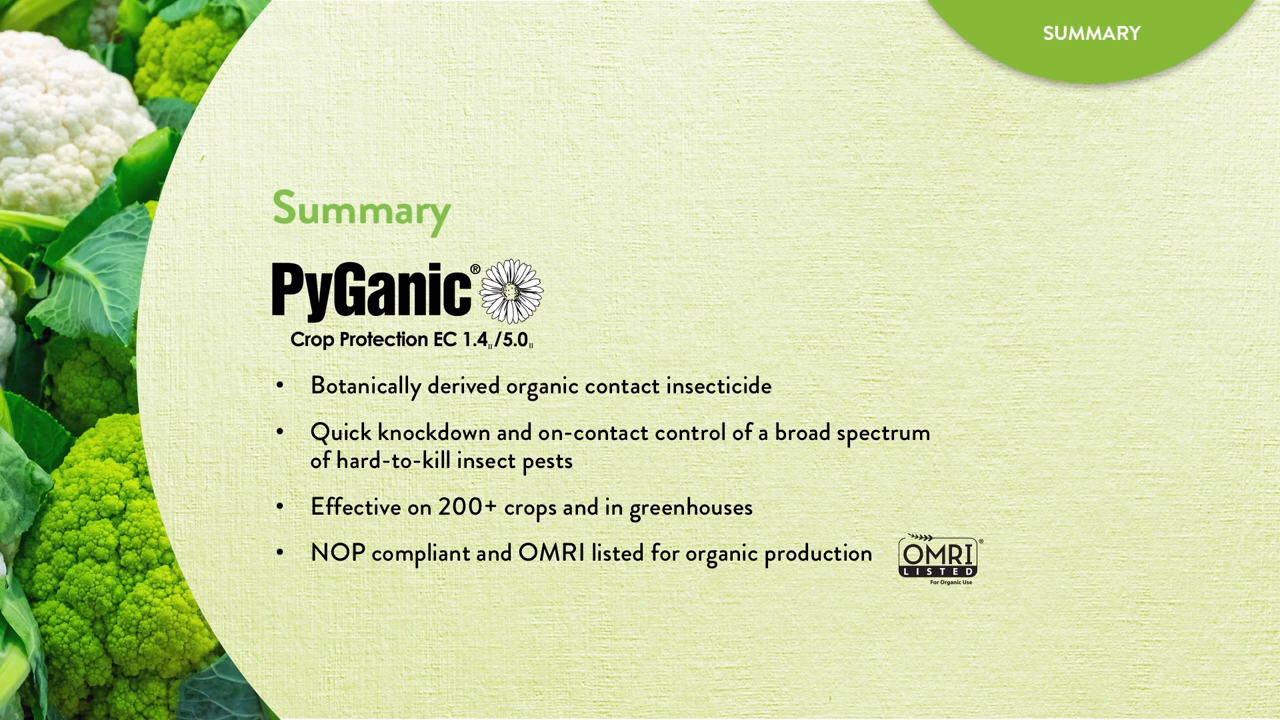 SUMMARY
Summary
PyGanic®
Crop Protection EC 1.4II/5.0II
• Botanically derived organic contact insecticide
• Quick knockdown and on-contact control of a broad spectrum
of hard-to-kill insect pests
• Effective on 200+ crops and in greenhouses
• NOP compliant and OMRI listed for organic production
OMRI®
LISTED
For Organic Use